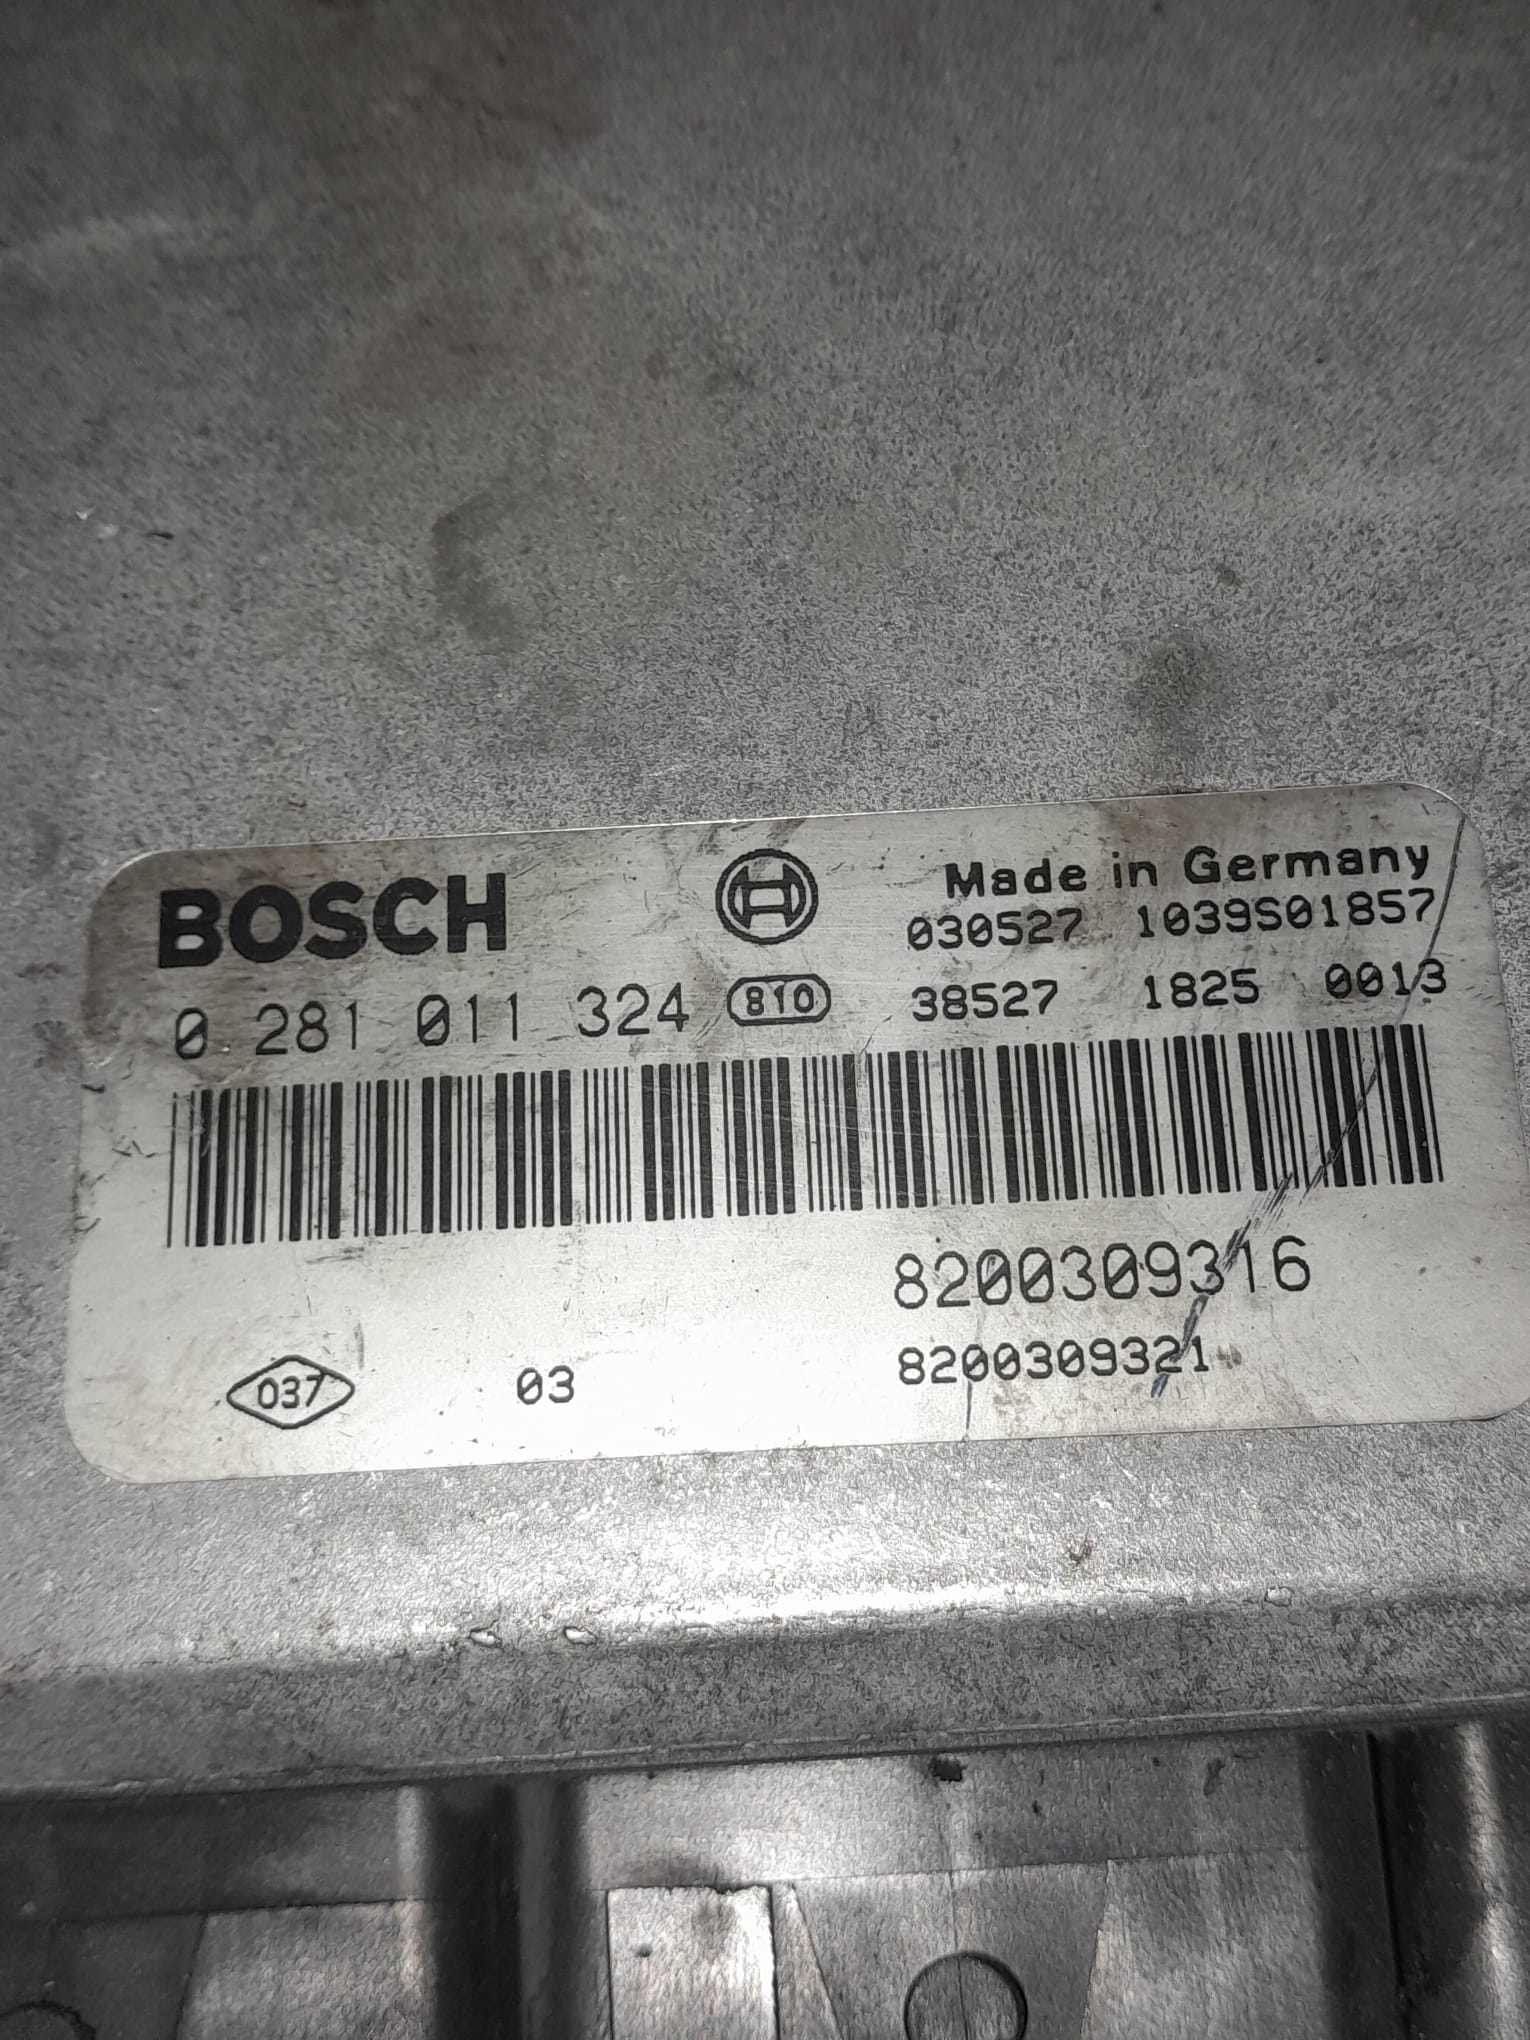 BOSCH
Made in Germany
030527 1039S01857
0 281 011 324 810 38527 1825 0013
8200309316
037 03 8200309321